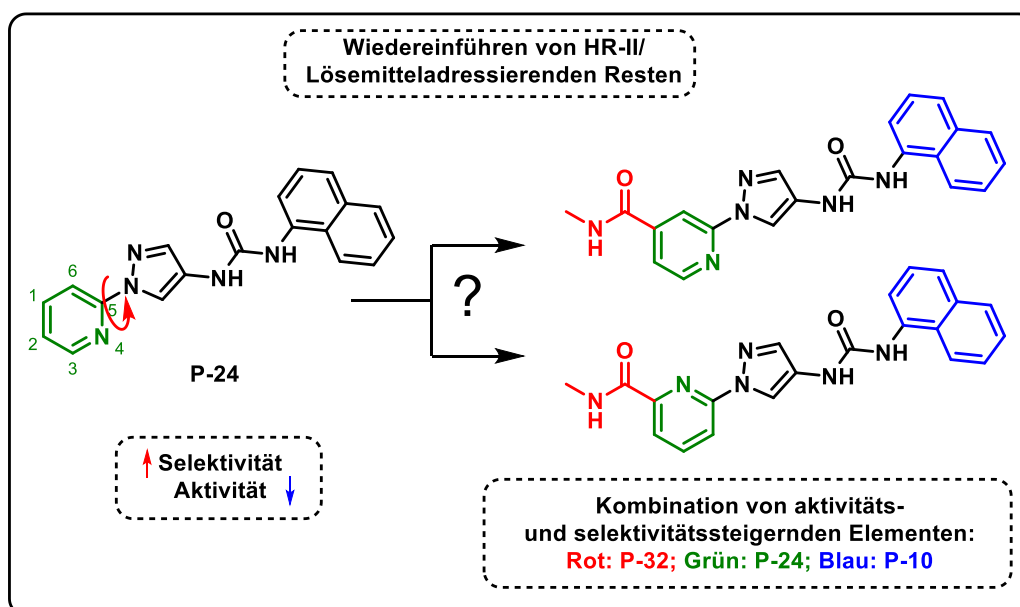 Wiedereinführen von HR-II/
Lösemitteladressierenden Resten
O
N
N
NH
NH
N
6
1
2
3
4
5
P-24
?
O
N
H
N
N
N
O
NH
NH
O
N
H
N
N
N
O
NH
NH
Selektivität
Aktivität
Kombination von aktivitäts-
und selektivitätssteigernden Elementen:
Rot: P-32; Grün: P-24; Blau: P-10